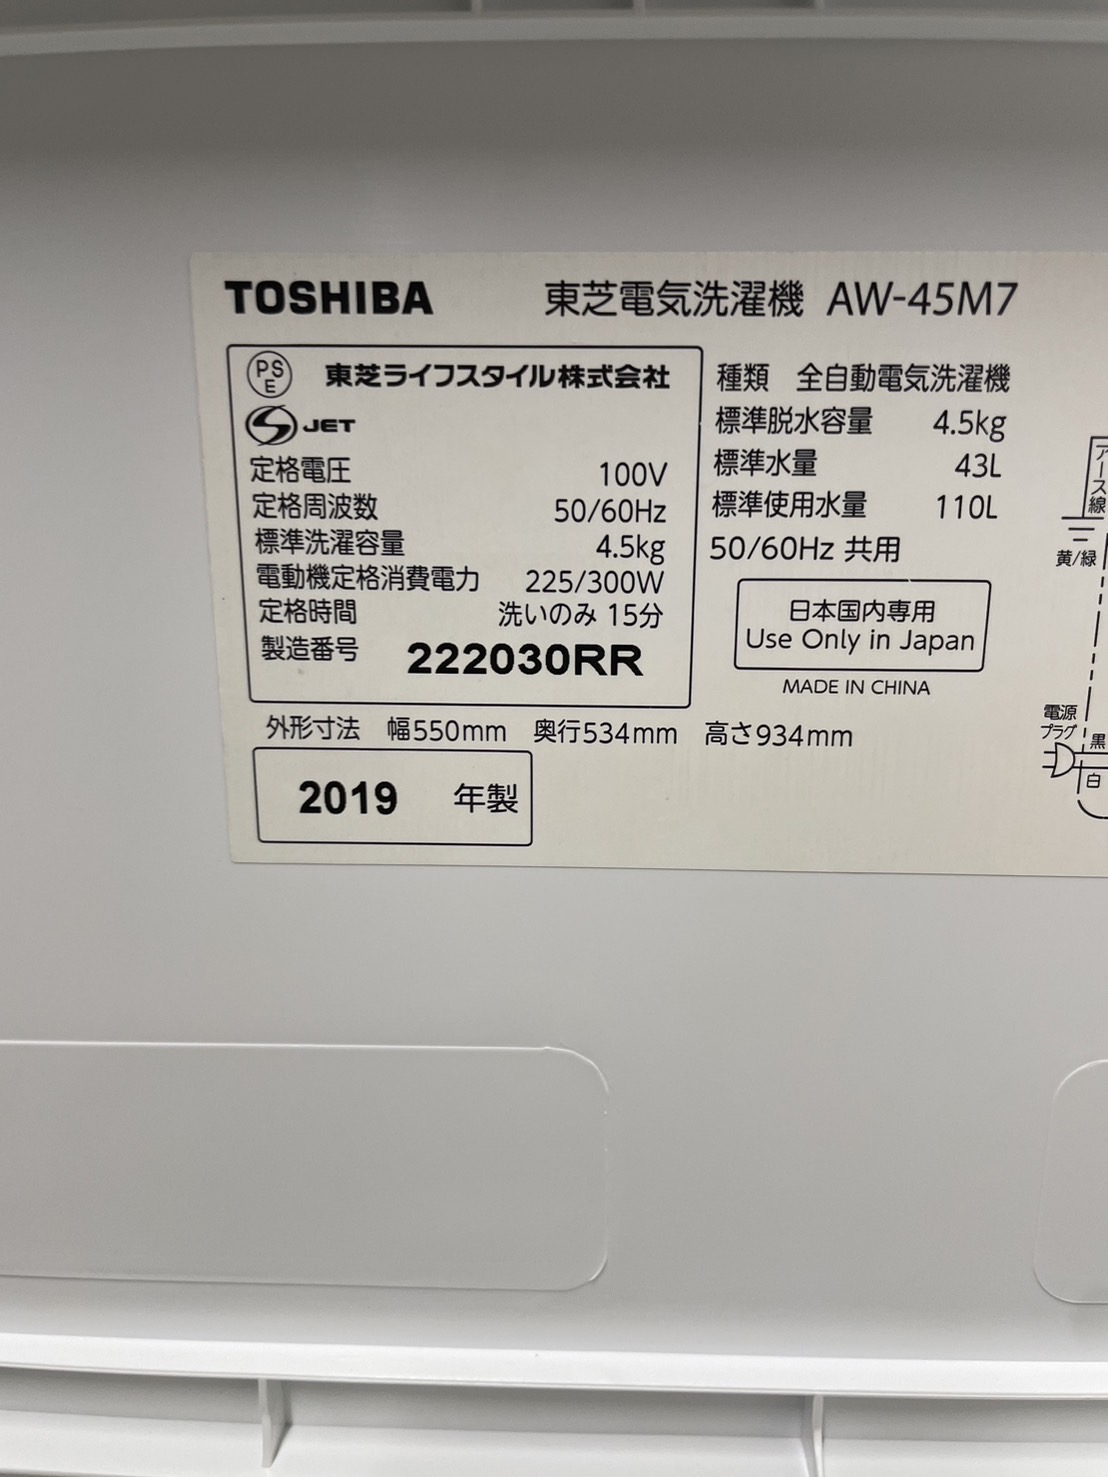 TOSHIBA 東芝電気洗濯機 AW-45M7
PSE 東芝ライフスタイル株式会社
S JET
定格電圧 100V
定格周波数 50/60Hz
標準洗濯容量 4.5kg
電動機定格消費電力 225/300W
定格時間 洗いのみ 15分
製造番号 222030RR
種類 全自動電気洗濯機
標準脱水容量 4.5kg
標準水量 43L
標準使用水量 110L
50/60Hz 共用
日本国内専用
Use Only in Japan
MADE IN CHINA
外形寸法 幅550mm 奥行534mm 高さ934mm
2019 年製
アース線
黄/緑
電源
プラグ
黒
白